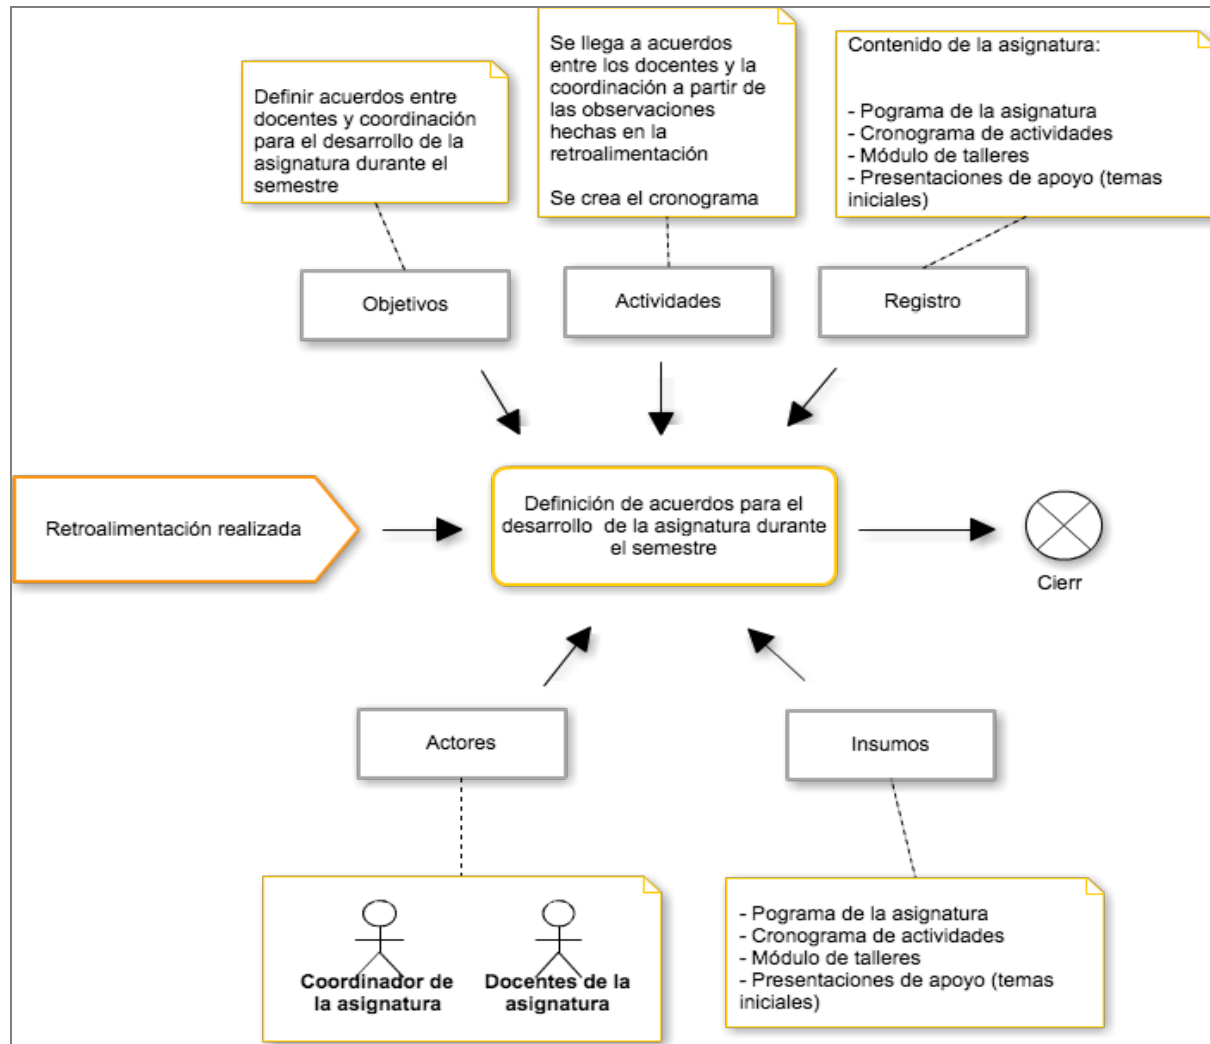 Definir acuerdos entre
docentes y coordinación
para el desarrollo de la
asignatura durante el
semestre
Se llega a acuerdos
entre los docentes y la
coordinación a partir de
las observaciones
hechas en la
retroalimentación
Se crea el cronograma
Contenido de la asignatura:
- Pograma de la asignatura
- Cronograma de actividades
- Módulo de talleres
- Presentaciones de apoyo (temas
iniciales)
Objetivos
Actividades
Registro
Retroalimentación realizada
Definición de acuerdos para el
desarrollo de la asignatura durante
el semestre
Cierr
Actores
Insumos
Coordinador de
la asignatura
Docentes de la
asignatura
- Pograma de la asignatura
- Cronograma de actividades
- Módulo de talleres
- Presentaciones de apoyo (temas
iniciales)